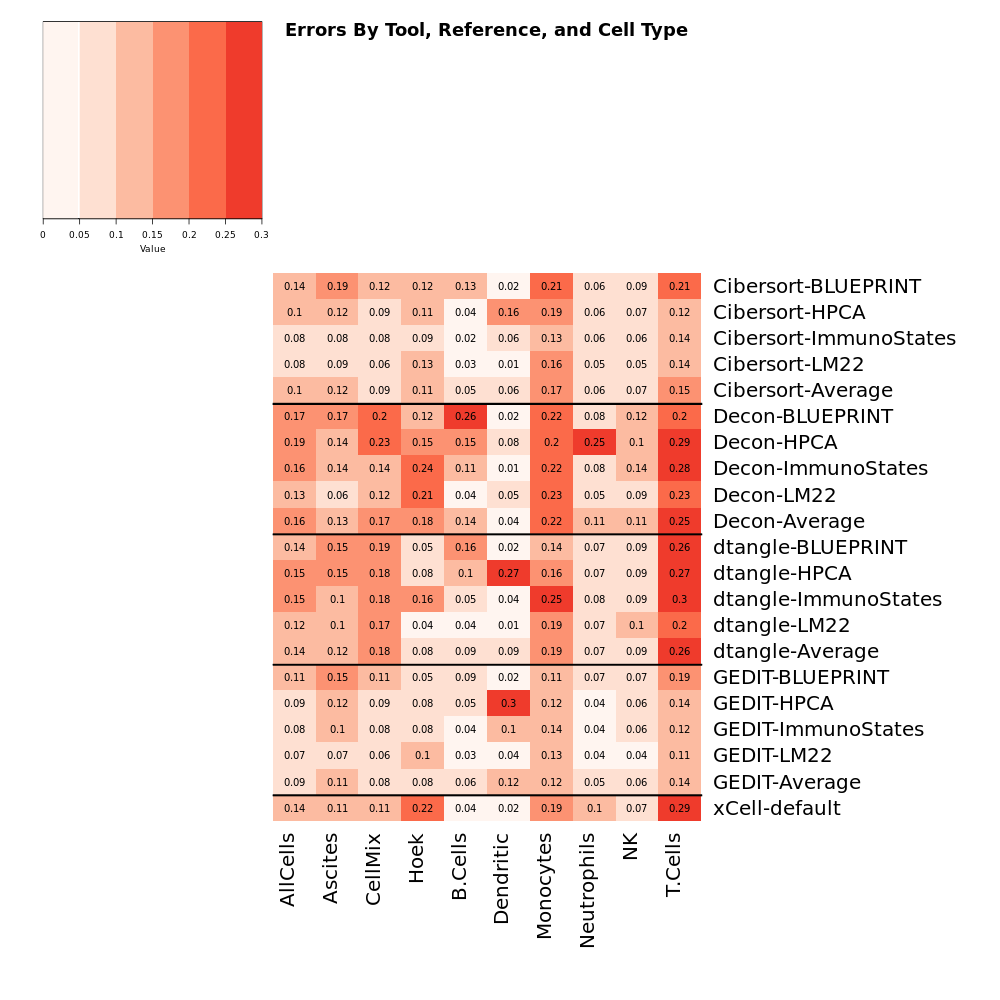 Errors By Tool, Reference, and Cell Type
0 0.05 0.1 0.15 0.2 0.25 0.3
Value
0.14 0.19 0.12 0.12 0.13 0.02 0.21 0.06 0.09 0.21 Cibersort-BLUEPRINT
0.1 0.12 0.09 0.11 0.04 0.16 0.19 0.06 0.07 0.12 Cibersort-HPCA
0.08 0.08 0.08 0.09 0.02 0.06 0.13 0.06 0.06 0.14 Cibersort-ImmunoStates
0.08 0.09 0.06 0.13 0.03 0.01 0.16 0.05 0.05 0.14 Cibersort-LM22
0.1 0.12 0.09 0.11 0.05 0.06 0.17 0.06 0.07 0.15 Cibersort-Average
0.17 0.17 0.2 0.12 0.26 0.02 0.22 0.08 0.12 0.2 Decon-BLUEPRINT
0.19 0.14 0.23 0.15 0.15 0.08 0.2 0.25 0.1 0.29 Decon-HPCA
0.16 0.14 0.14 0.24 0.11 0.01 0.22 0.08 0.14 0.28 Decon-ImmunoStates
0.13 0.06 0.12 0.21 0.04 0.05 0.23 0.05 0.09 0.23 Decon-LM22
0.16 0.13 0.17 0.18 0.14 0.04 0.22 0.11 0.11 0.25 Decon-Average
0.14 0.15 0.19 0.05 0.16 0.02 0.14 0.07 0.09 0.26 dtangle-BLUEPRINT
0.15 0.15 0.18 0.08 0.1 0.27 0.16 0.07 0.09 0.27 dtangle-HPCA
0.15 0.1 0.18 0.16 0.05 0.04 0.25 0.08 0.09 0.3 dtangle-ImmunoStates
0.12 0.1 0.17 0.04 0.04 0.01 0.19 0.07 0.1 0.2 dtangle-LM22
0.14 0.12 0.18 0.08 0.09 0.09 0.19 0.07 0.09 0.26 dtangle-Average
0.11 0.15 0.11 0.05 0.09 0.02 0.11 0.07 0.07 0.19 GEDIT-BLUEPRINT
0.09 0.12 0.09 0.08 0.05 0.3 0.12 0.04 0.06 0.14 GEDIT-HPCA
0.08 0.1 0.08 0.08 0.04 0.1 0.14 0.04 0.06 0.12 GEDIT-ImmunoStates
0.07 0.07 0.06 0.1 0.03 0.04 0.13 0.04 0.04 0.11 GEDIT-LM22
0.09 0.11 0.08 0.08 0.06 0.12 0.12 0.05 0.06 0.14 GEDIT-Average
0.14 0.11 0.11 0.22 0.04 0.02 0.19 0.1 0.07 0.29 xCell-default
AllCells Ascites CellMix Hoek B.Cells Dendritic Monocytes Neutrophils NK T.Cells